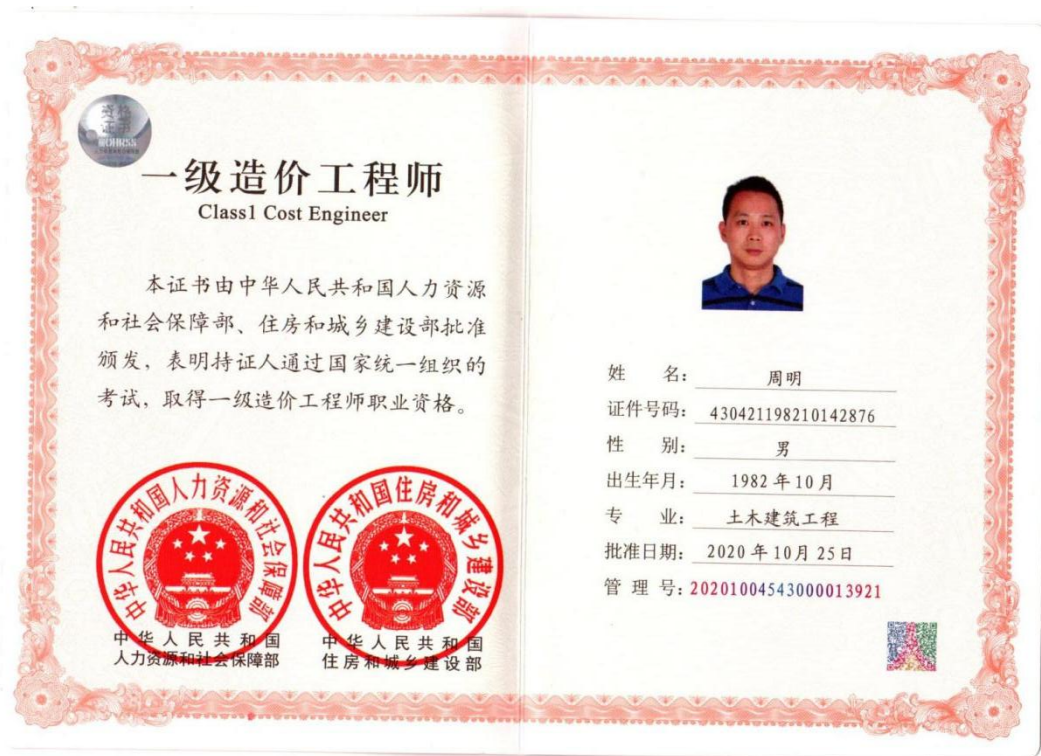 资格
证书
MOHRSS
一级造价工程师
Class1 Cost Engineer
本证书由中华人民共和国人力资源
和社会保障部、住房和城乡建设部批准
颁发，表明持证人通过国家统一组织的
考试，取得一级造价工程师职业资格。
中华人民共和国人力资源和社会保障部
中华人民共和国住房和城乡建设部
中华人民共和国
人力资源和社会保障部
中华人民共和国
住房和城乡建设部
姓 名：周明
证件号码：430421198210142876
性 别：男
出生年月：1982年10月
专 业：土木建筑工程
批准日期：2020年10月25日
管 理 号：20201004543000013921